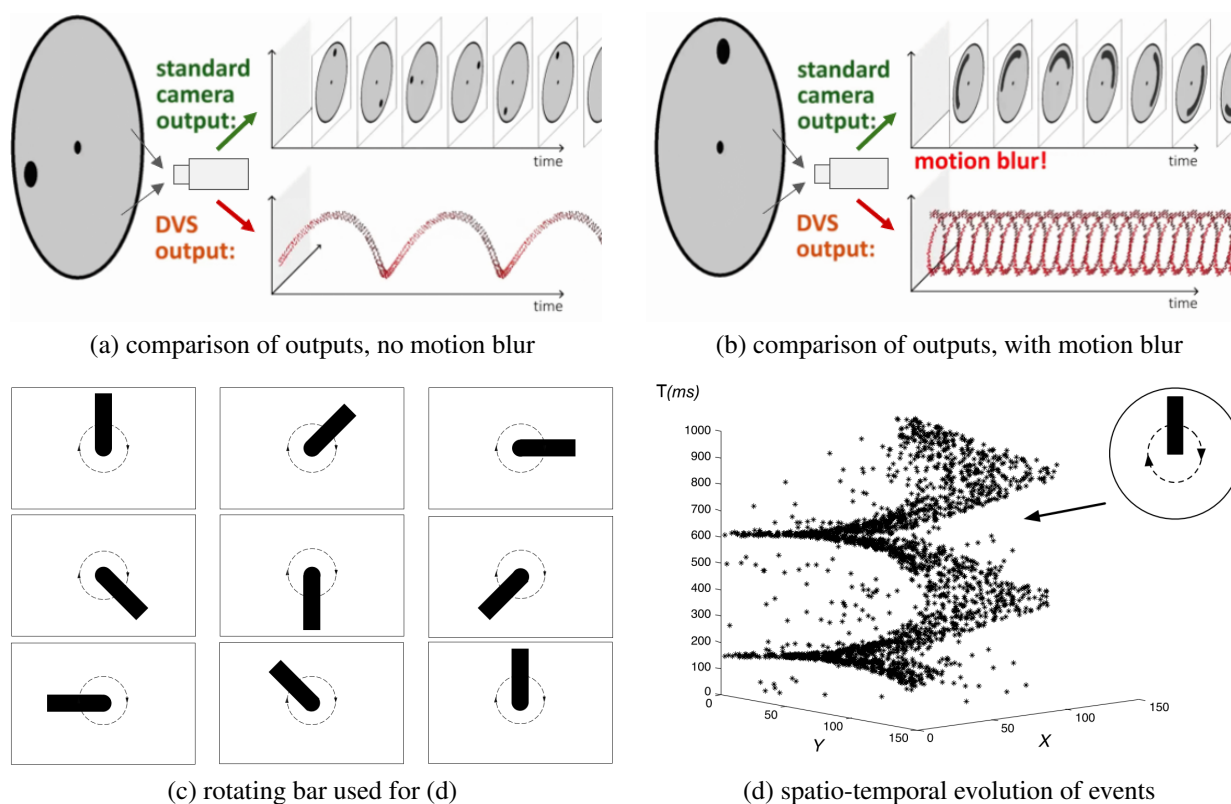 standard
camera
output:
time
DVS
output:
time
standard
camera
output:
time
motion blur!
DVS
output:
time
(a) comparison of outputs, no motion blur
(b) comparison of outputs, with motion blur
T(ms)
1000
900
800
700
600
500
400
300
200
100
0
0
50
100
150
Y
0
50
100
150
X
(c) rotating bar used for (d)
(d) spatio-temporal evolution of events